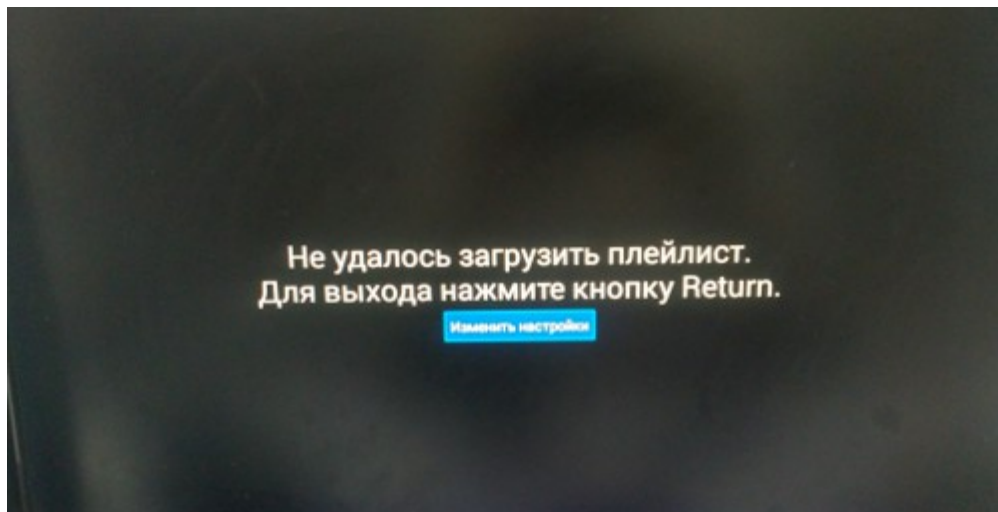 Не удалось загрузить плейлист.
Для выхода нажмите кнопку Return.
Изменить настройки